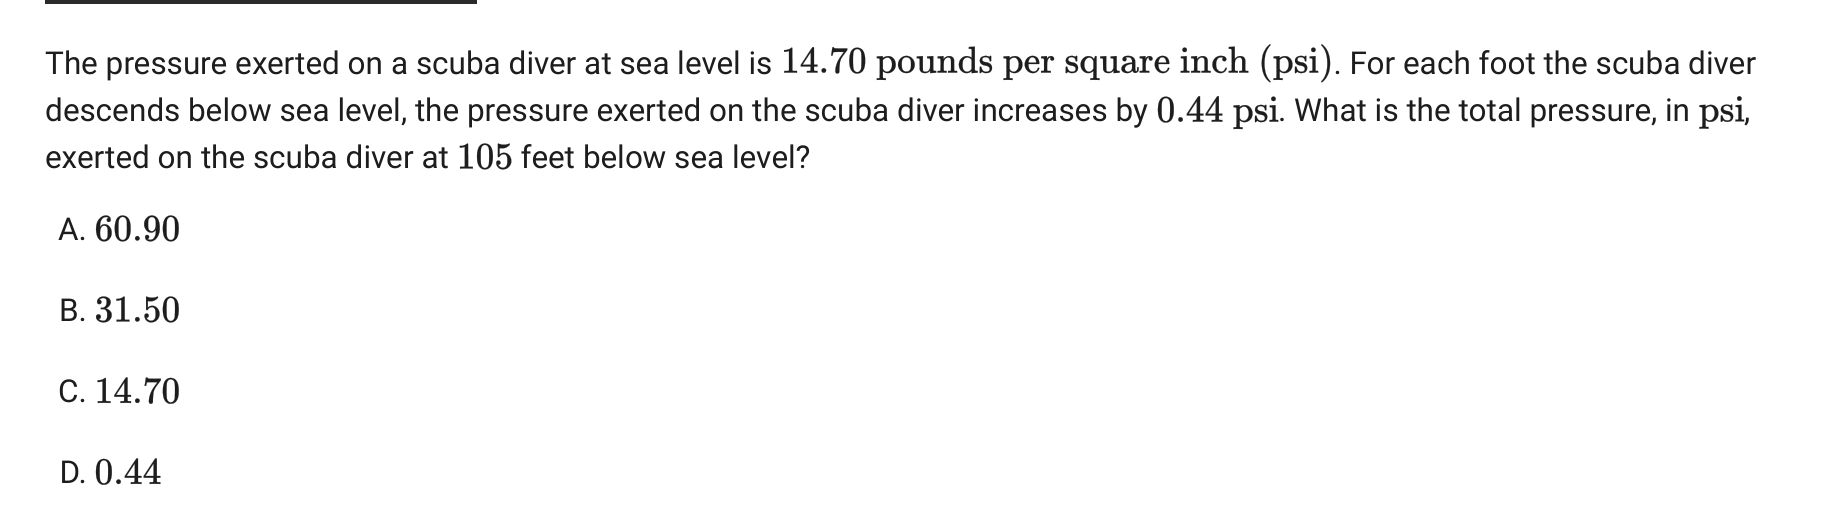 The pressure exerted on a scuba diver at sea level is 14.70 pounds per square inch (psi). For each foot the scuba diver
descends below sea level, the pressure exerted on the scuba diver increases by 0.44 psi. What is the total pressure, in psi,
exerted on the scuba diver at 105 feet below sea level?
A. 60.90
B. 31.50
C. 14.70
D. 0.44